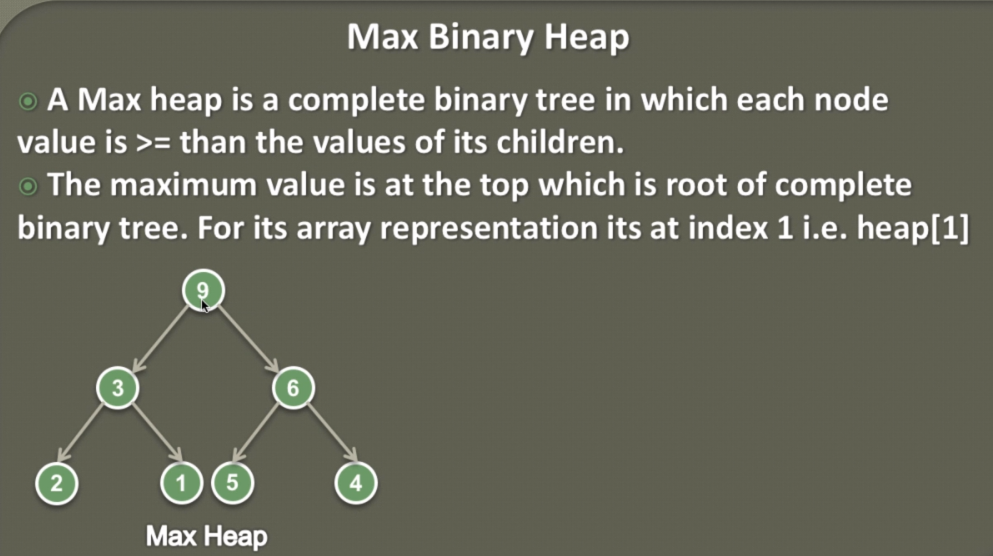 Max Binary Heap
A Max heap is a complete binary tree in which each node
value is >= than the values of its children.
The maximum value is at the top which is root of complete
binary tree. For its array representation its at index 1 i.e. heap[1]
9
3 6
2 1 5 4
Max Heap